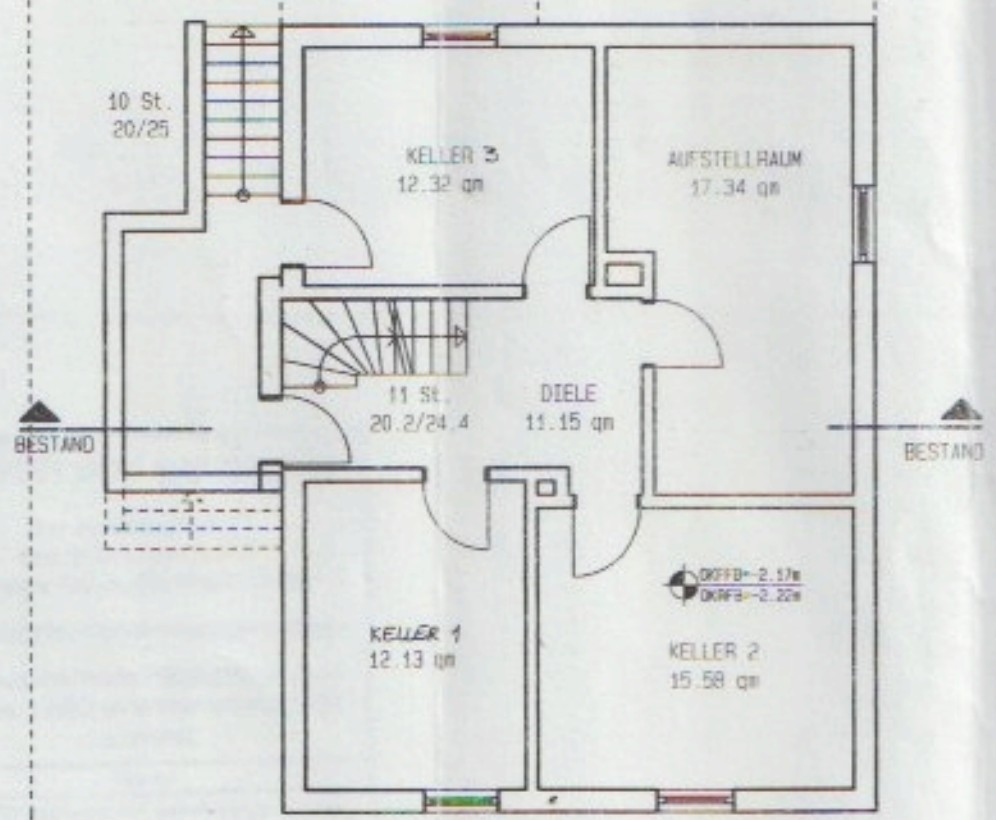 10 St.
20/25
KELLER 3
12.32 qm
AUFSTELLRAUM
17.34 qm
11 St.
20.2/24.4
DIELE
11.15 qm
BESTAND
BESTAND
OKFFB=-2.17m
OKRFB=-2.22m
KELLER 1
12.13 qm
KELLER 2
15.58 qm